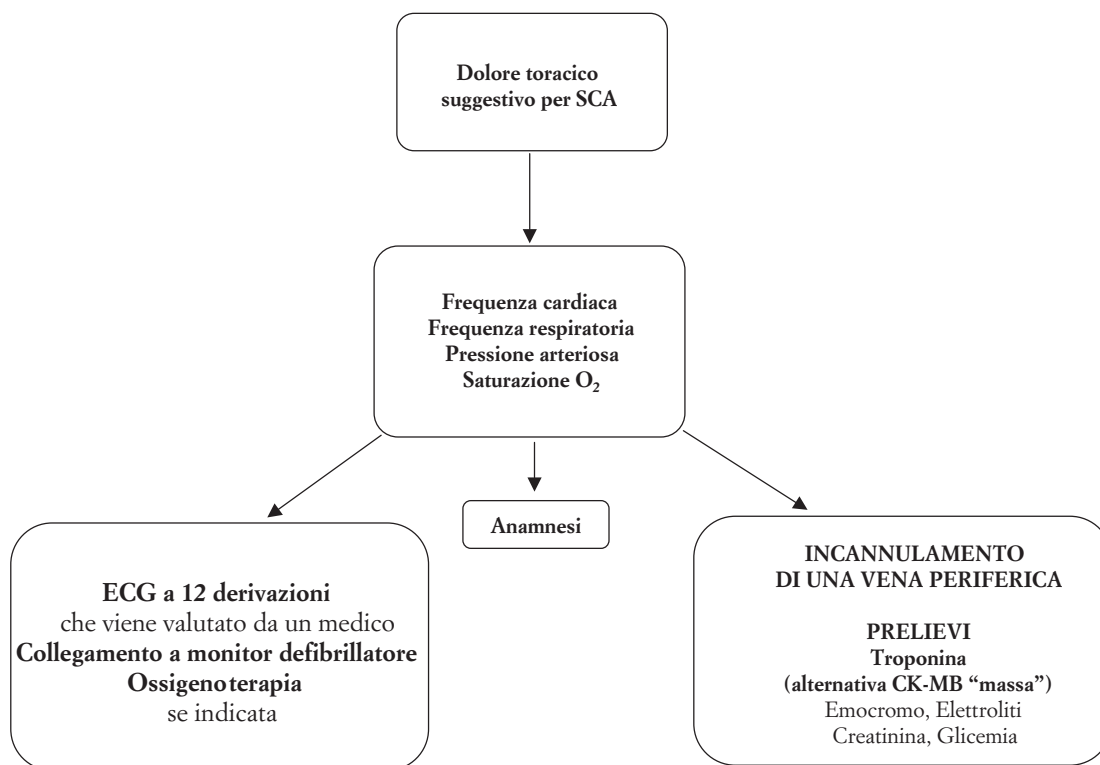 Dolore toracico
suggestivo per SCA
Frequenza cardiaca
Frequenza respiratoria
Pressione arteriosa
Saturazione O₂
Anamnesi
ECG a 12 derivazioni
che viene valutato da un medico
Collegamento a monitor defibrillatore
Ossigenoterapia
se indicata
INCANNULAMENTO
DI UNA VENA PERIFERICA
PRELIEVI
Troponina
(alternativa CK-MB “massa”)
Emocromo, Elettroliti
Creatinina, Glicemia